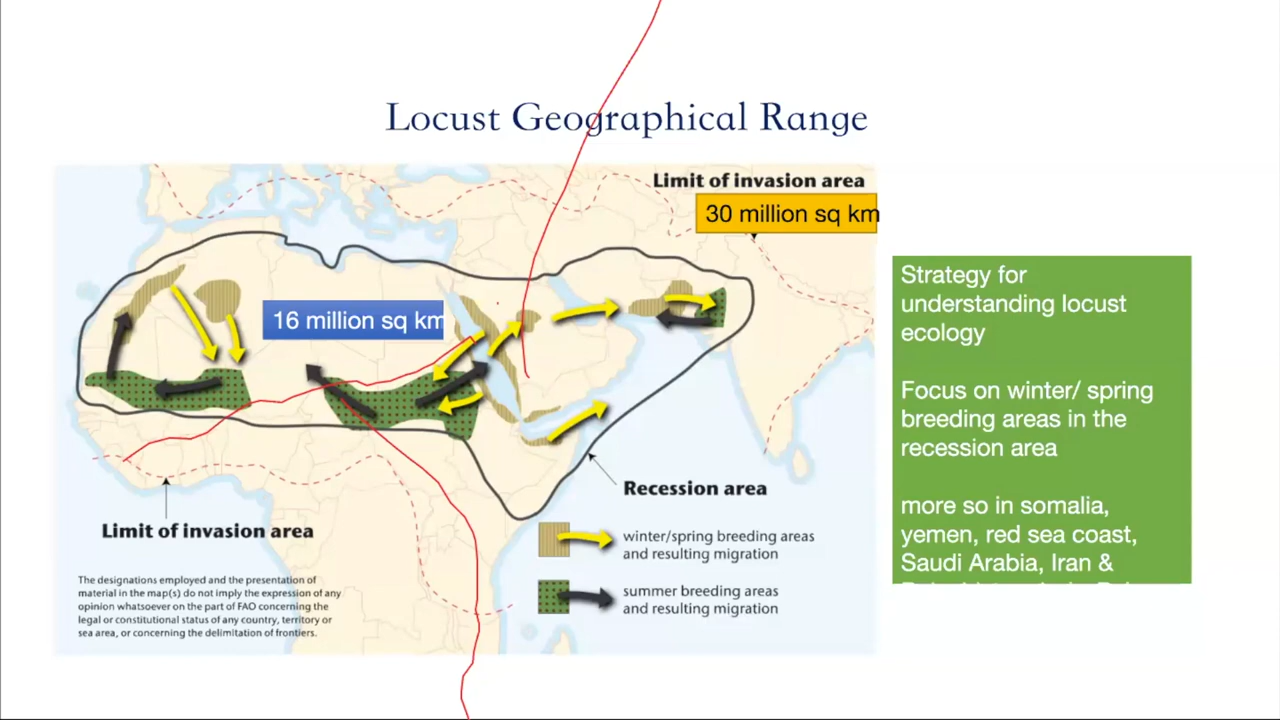 Locust Geographical Range
Limit of invasion area
30 million sq km
16 million sq km
Strategy for
understanding locust
ecology
Focus on winter/ spring
breeding areas in the
recession area
more so in somalia,
yemen, red sea coast,
Saudi Arabia, Iran &
Recession area
Limit of invasion area
winter/spring breeding areas
and resulting migration
summer breeding areas
and resulting migration
The designations employed and the presentation of
material in the map(s) do not imply the expression of any
opinion whatsoever on the part of FAO concerning the
legal or constitutional status of any country, territory or
sea area, or concerning the delimitation of frontiers.